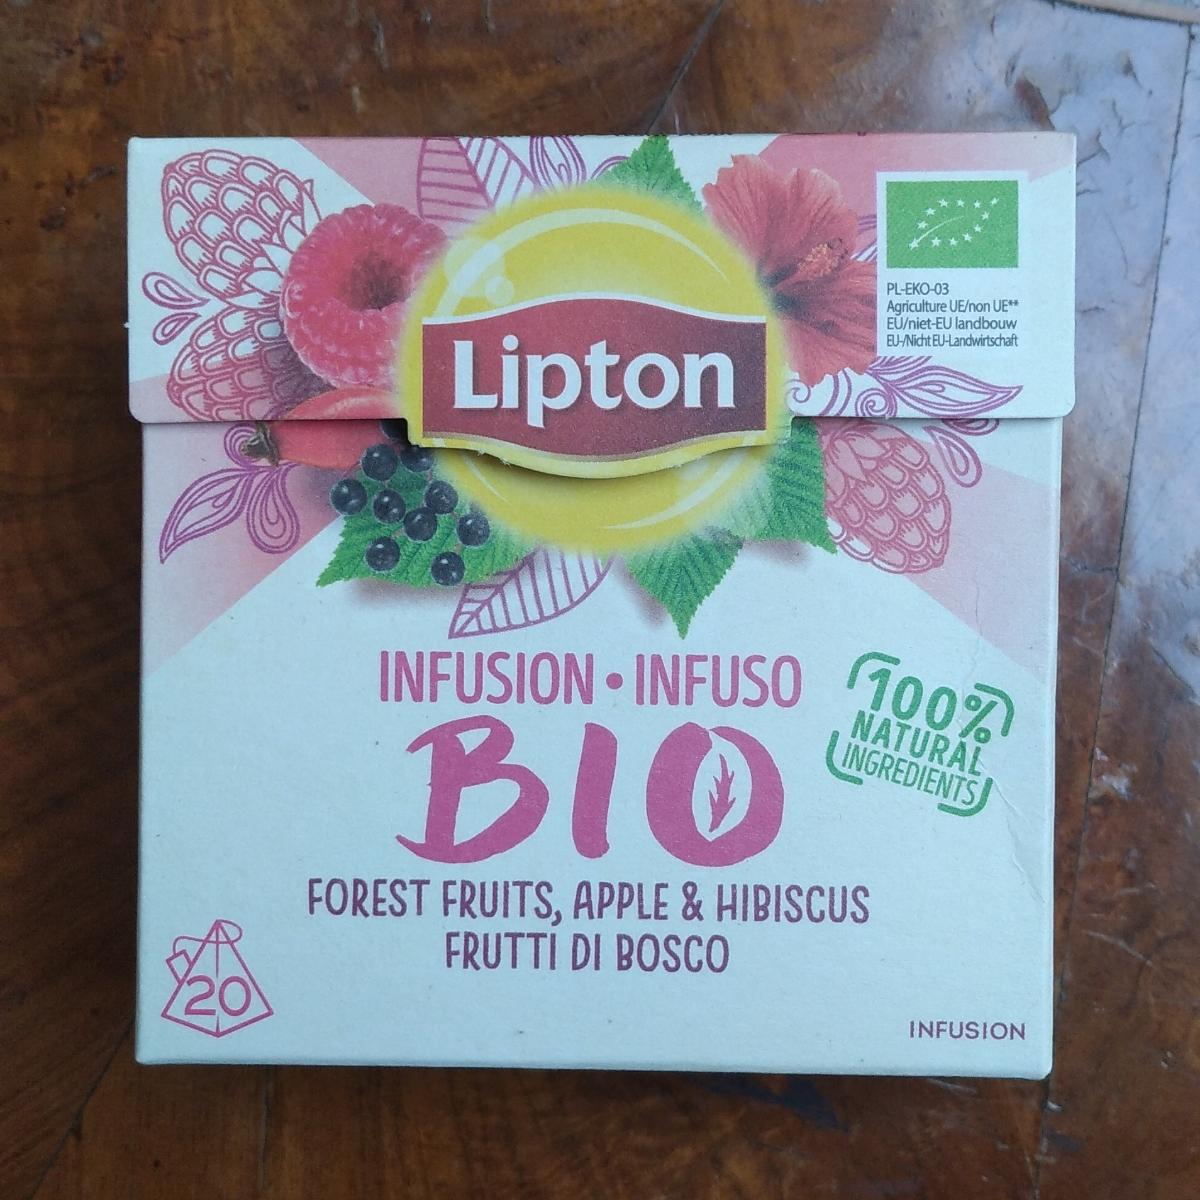 Lipton
PL-EKO-03
Agriculture UE/non UE**
EU/niet-EU landbouw
EU-/Nicht EU-Landwirtschaft
INFUSION • INFUSO
BIO
100%
NATURAL
INGREDIENTS
FOREST FRUITS, APPLE & HIBISCUS
FRUTTI DI BOSCO
20
INFUSION